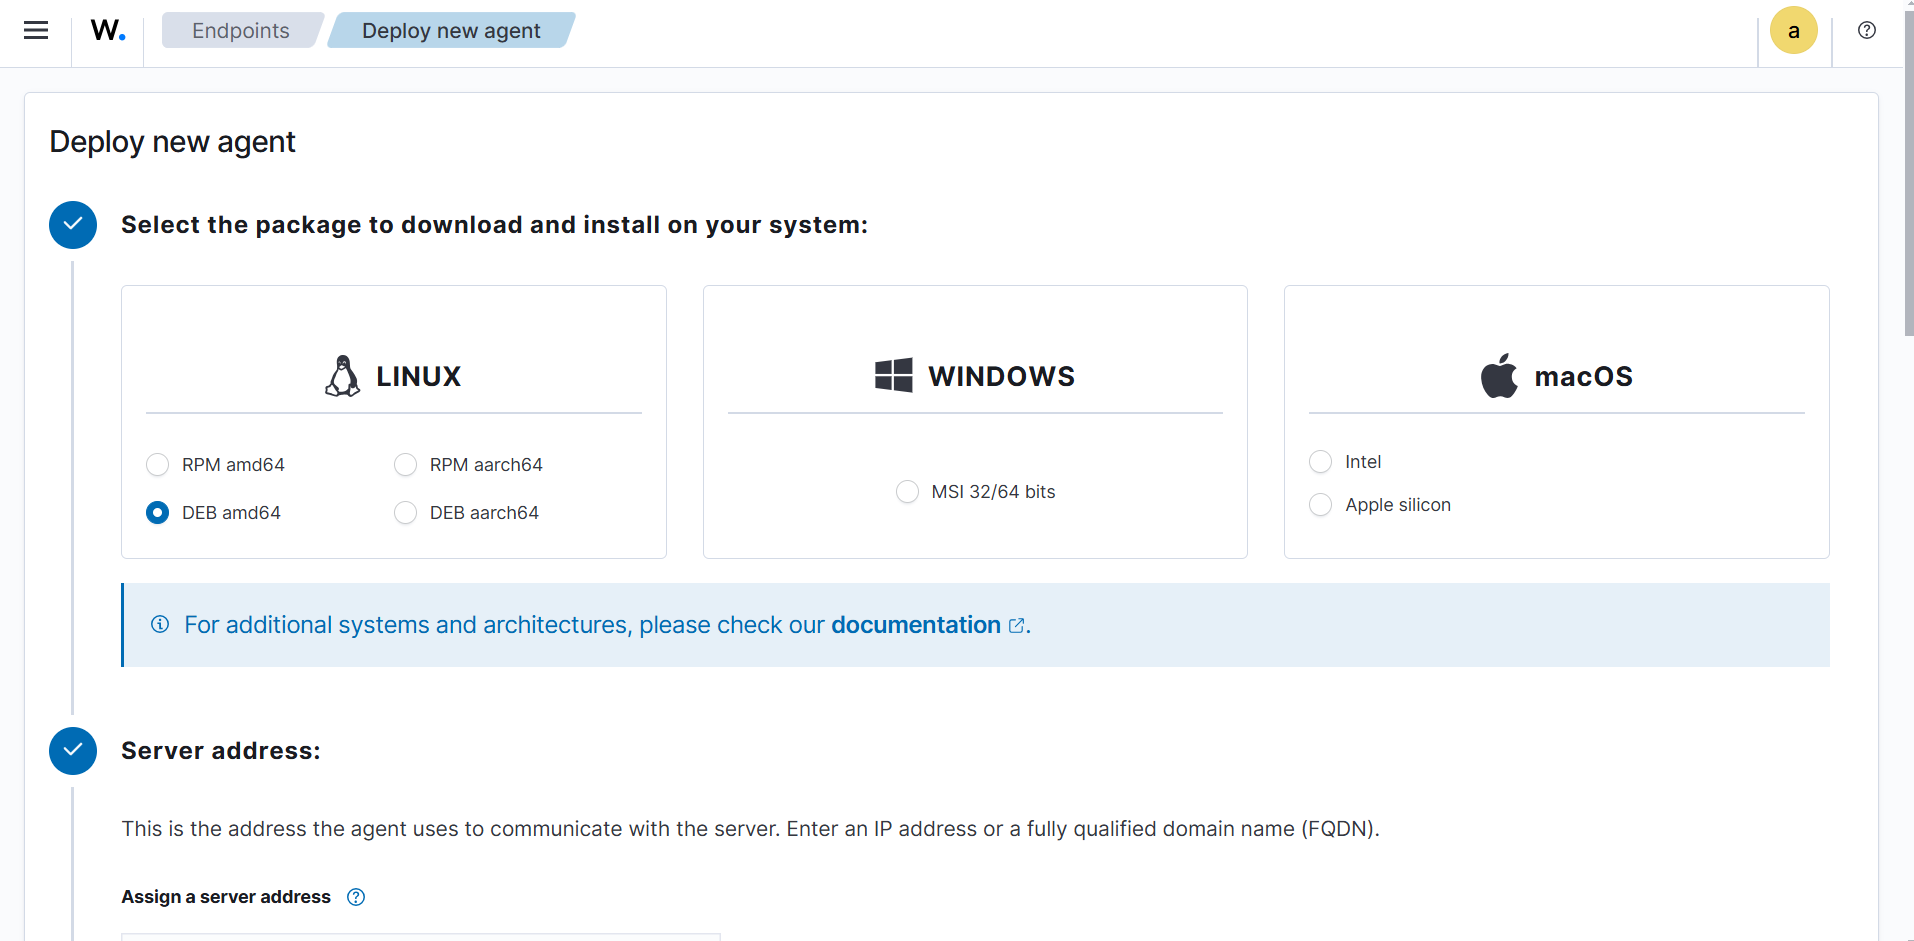 W.
Endpoints
Deploy new agent
a
Deploy new agent
Select the package to download and install on your system:
LINUX
RPM amd64
RPM aarch64
DEB amd64
DEB aarch64
WINDOWS
MSI 32/64 bits
macOS
Intel
Apple silicon
For additional systems and architectures, please check our documentation.
Server address:
This is the address the agent uses to communicate with the server. Enter an IP address or a fully qualified domain name (FQDN).
Assign a server address